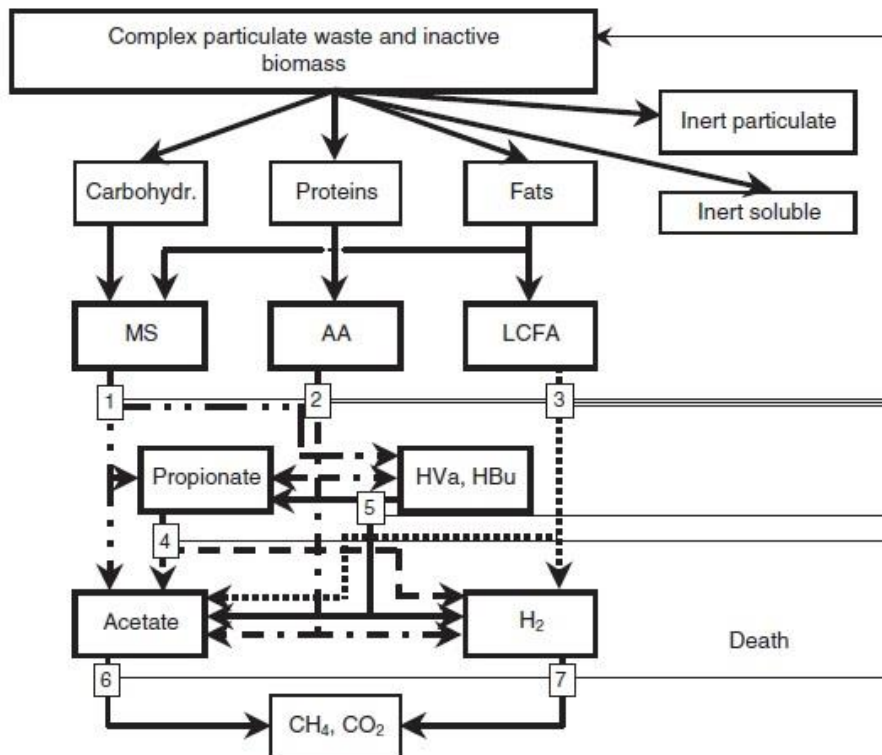 Complex particulate waste and inactive
biomass
Inert particulate
Carbohydr.
Proteins
Fats
Inert soluble
MS
AA
LCFA
1
2
3
Propionate
HVa, HBu
5
4
Acetate
H₂
Death
6
7
CH₄, CO₂